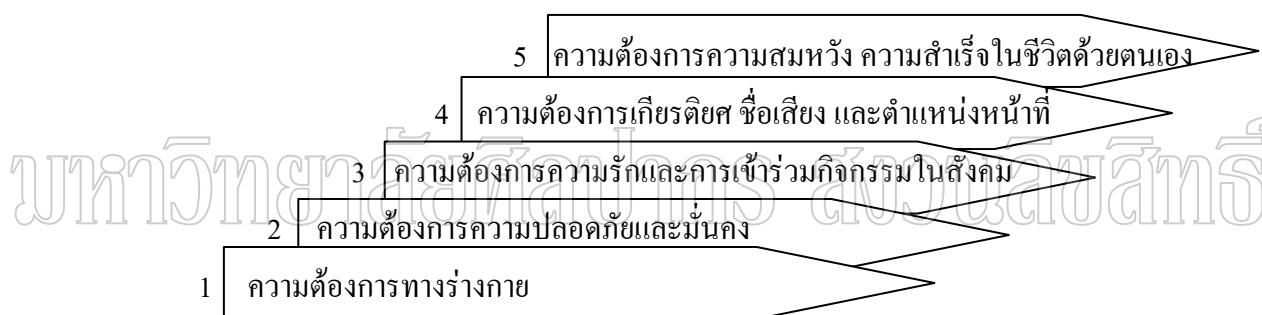 5 ความต้องการความสมหวัง ความสำเร็จในชีวิตด้วยตนเอง
4 ความต้องการเกียรติยศ ชื่อเสียง และตำแหน่งหน้าที่
3 ความต้องการความรักและการเข้าร่วมกิจกรรมในสังคม
มหาวิทยาลัยศิลปากร สงวนลิขสิทธิ์
2 ความต้องการความปลอดภัยและมั่นคง
1 ความต้องการทางร่างกาย